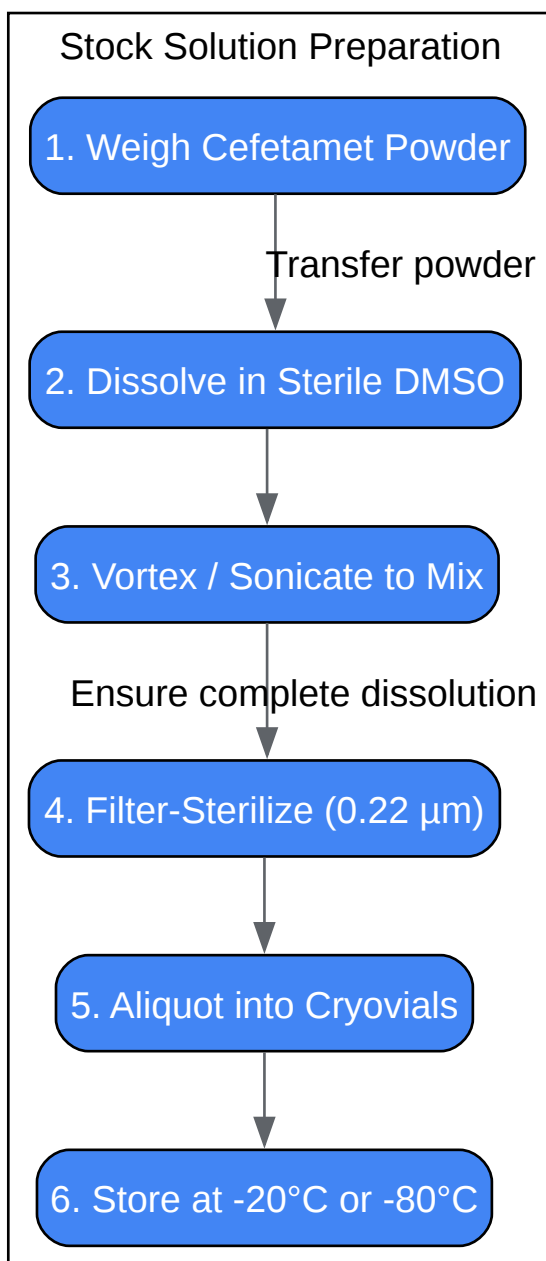 Stock Solution Preparation
1. Weigh Cefetamet Powder
Transfer powder
2. Dissolve in Sterile DMSO
3. Vortex / Sonicate to Mix
Ensure complete dissolution
4. Filter-Sterilize (0.22 µm)
5. Aliquot into Cryovials
6. Store at -20°C or -80°C